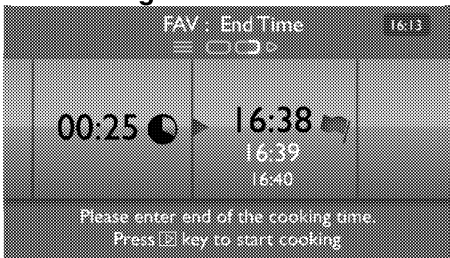 FAV : End Time
16:13
00:25
16:38
16:39
16:40
Please enter end of the cooking time.
Press key to start cooking